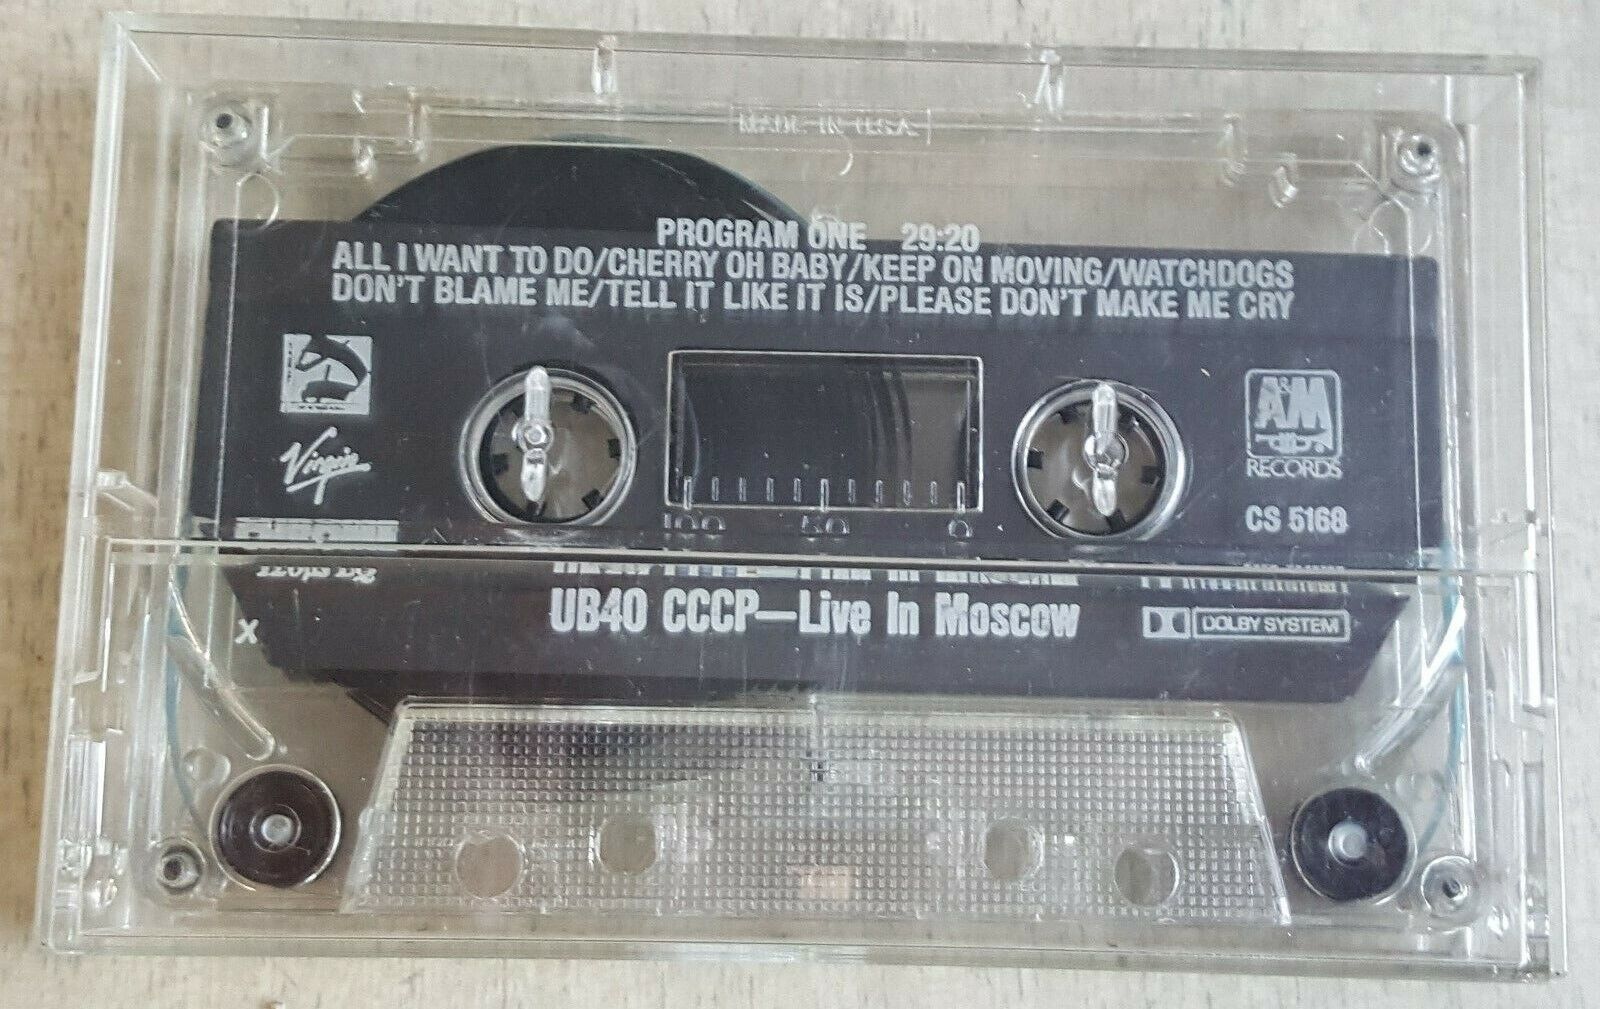 MADE IN U.S.A.
PROGRAM ONE 29:20
ALL I WANT TO DO/CHERRY OH BABY/KEEP ON MOVING/WATCHDOGS
DON'T BLAME ME/TELL IT LIKE IT IS/PLEASE DON'T MAKE ME CRY
Virgin
A&M
RECORDS
CS 5168
100 50 0
UB40 CCCP—Live In Moscow
DOLBY SYSTEM
X